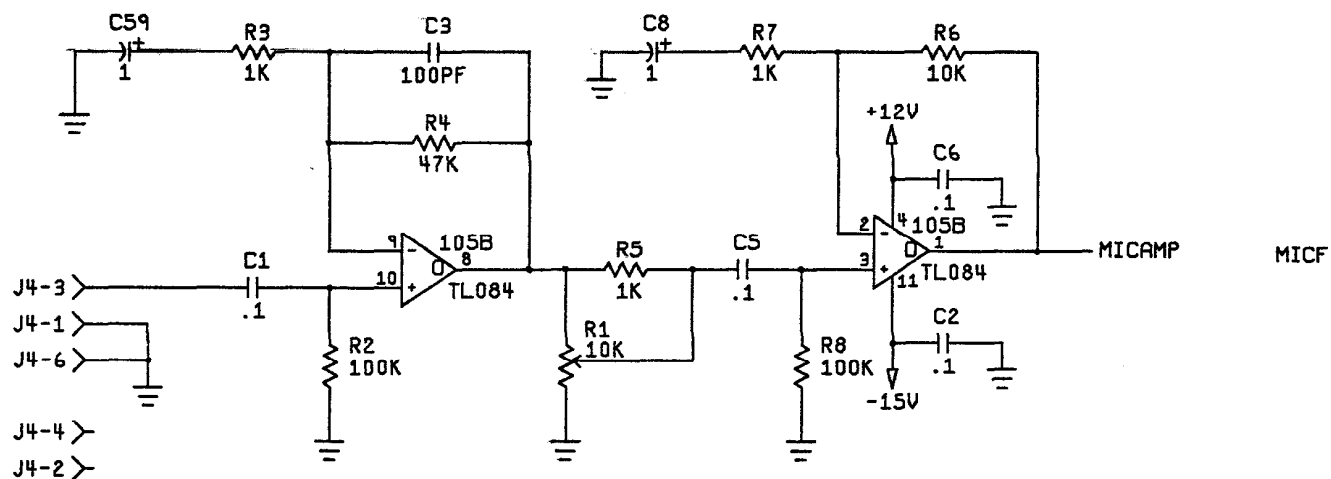 C59
+
1
R3
1K
C3
100PF
C8
+
1
R7
1K
R6
10K
R4
47K
+12V
C6
.1
9
-
105B
8
10
+
TL084
2
-
4
105B
1
3
+
TL084
11
MICAMP
MICF
J4-3
C1
.1
R5
1K
C5
.1
J4-1
J4-6
R2
100K
R1
10K
R8
100K
C2
.1
-15V
J4-4
J4-2